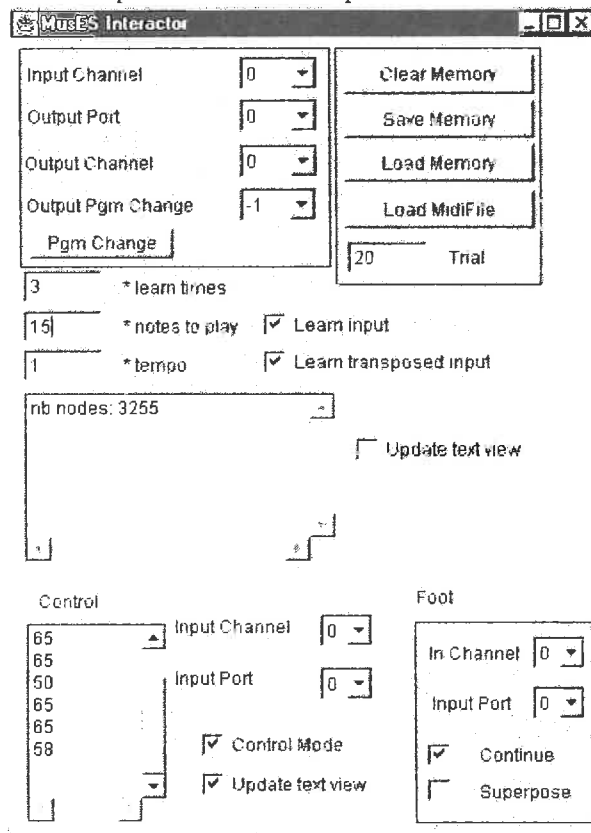 MusES Interactor
Input Channel 0
Output Port 0
Output Channel 0
Output Pgm Change -1
Pgm Change
Clear Memory
Save Memory
Load Memory
Load MidiFile
20 Trial
3 * learn times
15 * notes to play Learn input
1 * tempo Learn transposed input
nb nodes: 3255
Update text view
Control
65
65
50
65
65
58
Input Channel 0
Input Port 0
Control Mode
Update text view
Foot
In Channel 0
Input Port 0
Continue
Superpose